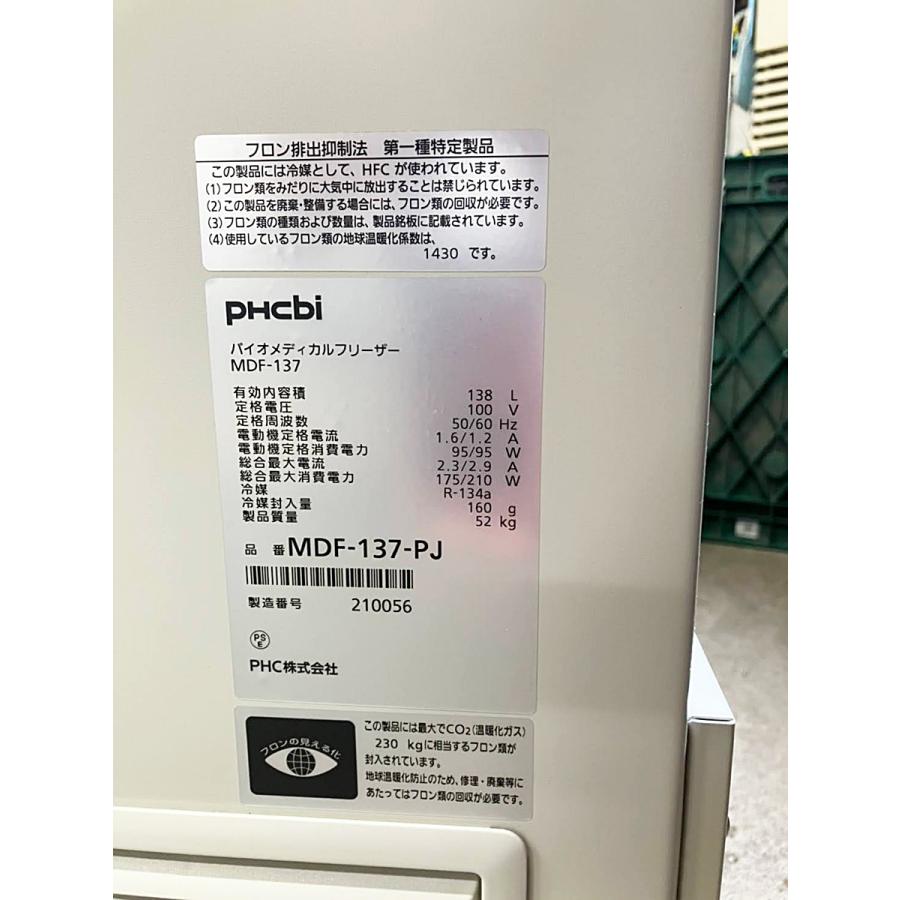 フロン排出抑制法 第一種特定製品
この製品には冷媒として、HFC が使われています。
(1)フロン類をみだりに大気中に放出することは禁じられています。
(2)この製品を廃棄・整備する場合には、フロン類の回収が必要です。
(3)フロン類の種類および数量は、製品銘板に記載されています。
(4)使用しているフロン類の地球温暖化係数は、
1430 です。
PHCbi
バイオメディカルフリーザー
MDF-137
有効内容積 138 L
定格電圧 100 V
定格周波数 50/60 Hz
電動機定格電流 1.6/1.2 A
電動機定格消費電力 95/95 W
総合最大電流 2.3/2.9 A
総合最大消費電力 175/210 W
冷媒 R-134a
冷媒封入量 160 g
製品質量 52 kg
品番 MDF-137-PJ
製造番号 210056
PSE
PHC株式会社
フロンの見える化
この製品には最大でCO2(温暖化ガス)
230 kgに相当するフロン類が
封入されています。
地球温暖化防止のため、修理・廃棄等に
あたってはフロン類の回収が必要です。